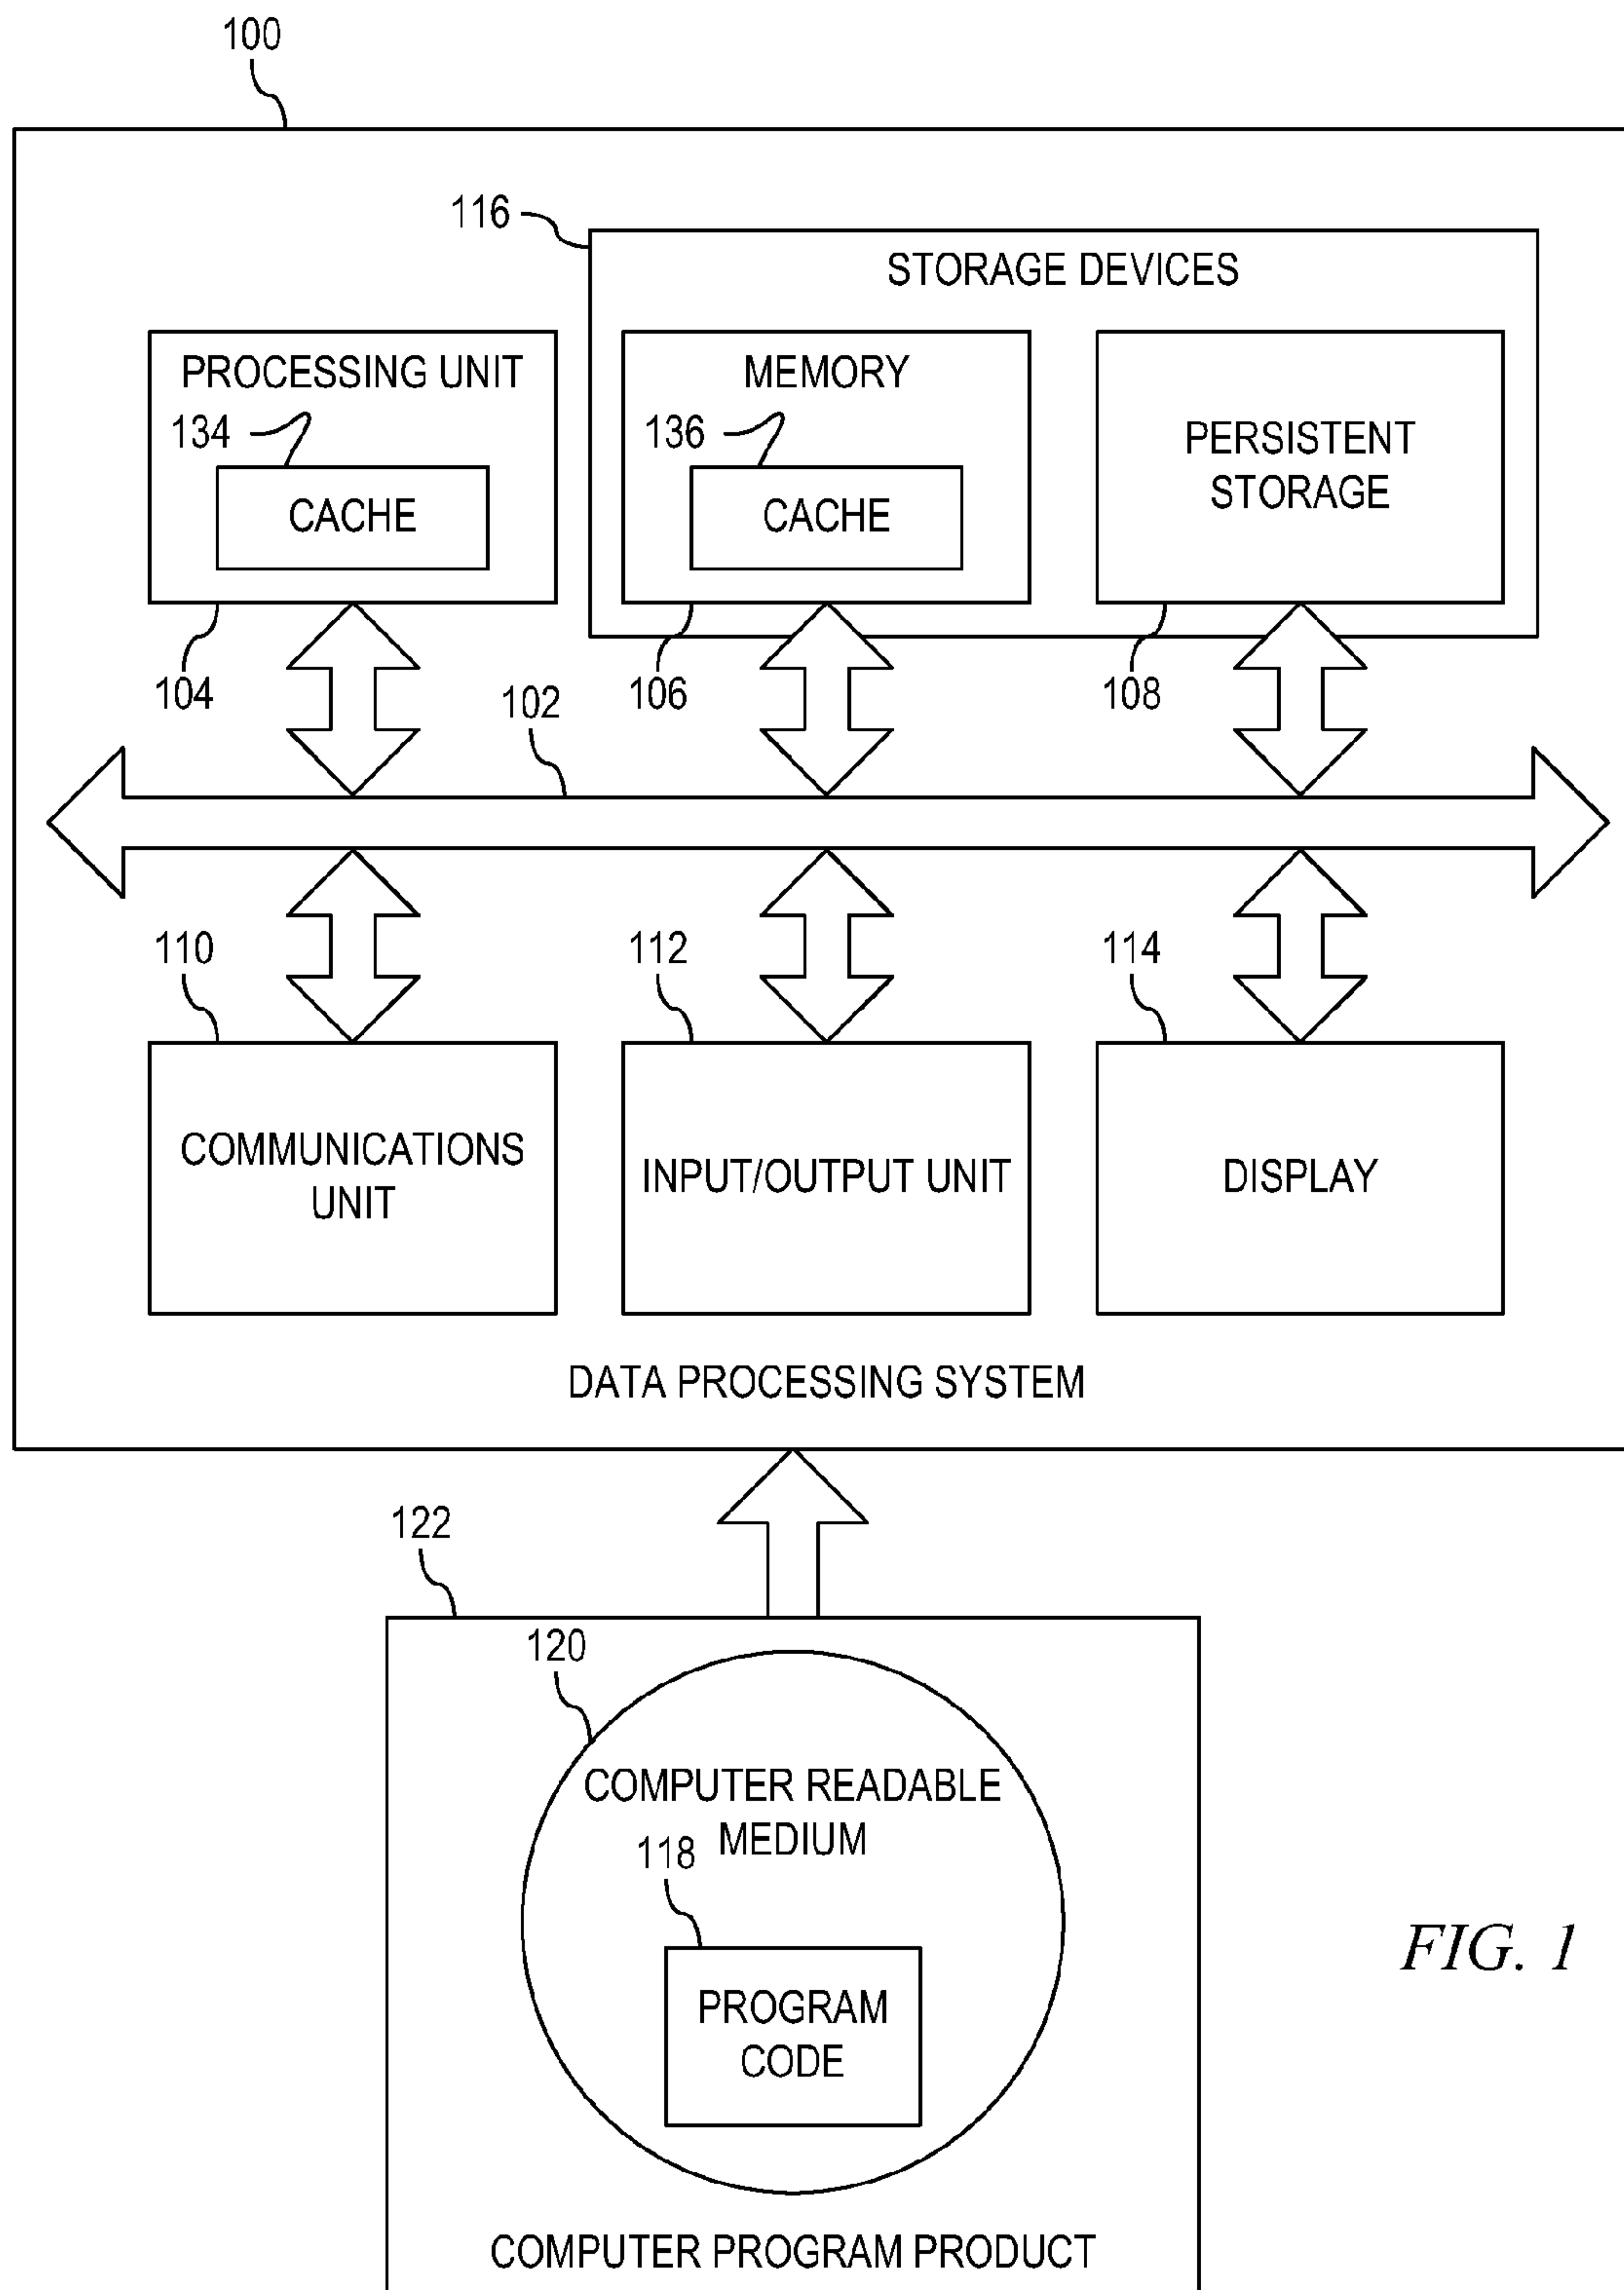 100
116
STORAGE DEVICES
PROCESSING UNIT
134
CACHE
MEMORY
136
CACHE
PERSISTENT
STORAGE
104
106
108
102
110
112
114
COMMUNICATIONS
UNIT
INPUT/OUTPUT UNIT
DISPLAY
DATA PROCESSING SYSTEM
122
120
COMPUTER READABLE
MEDIUM
118
PROGRAM
CODE
COMPUTER PROGRAM PRODUCT
FIG. 1